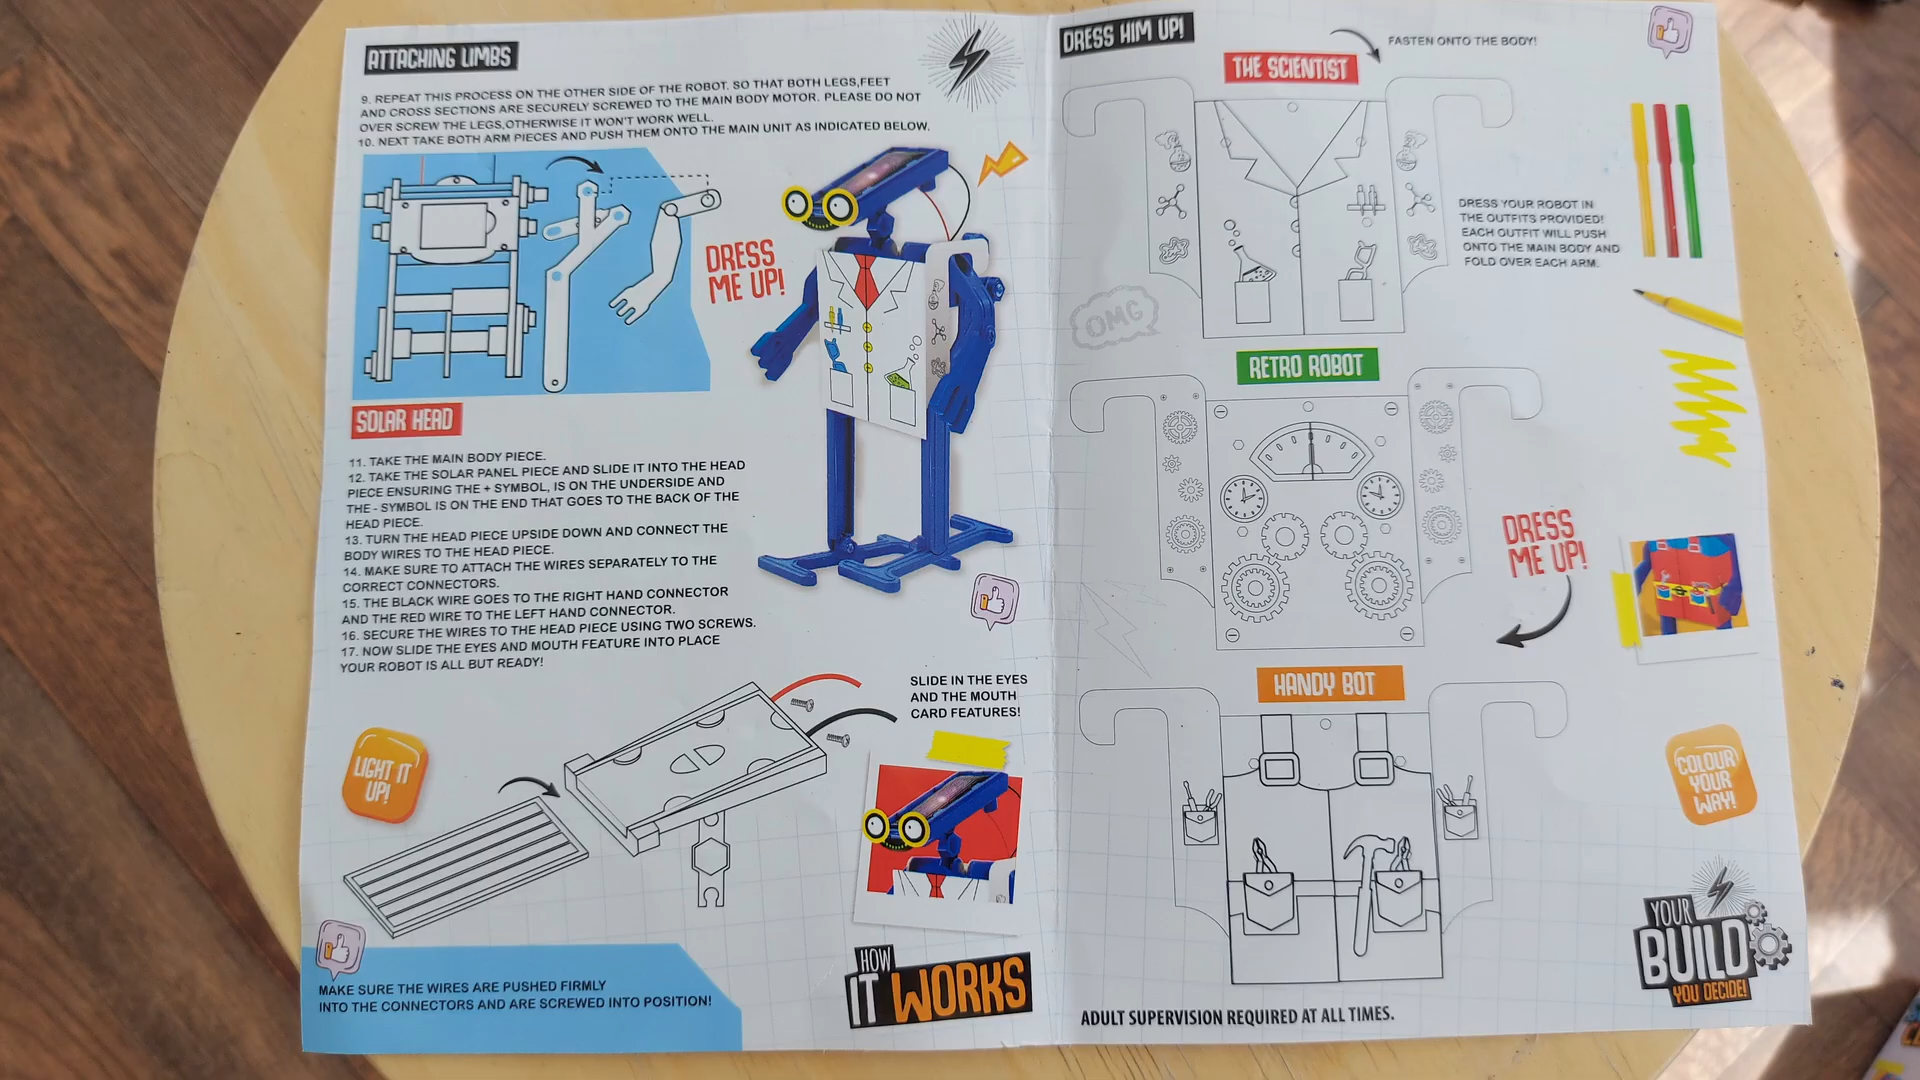 ATTACHING LIMBS
9. REPEAT THIS PROCESS ON THE OTHER SIDE OF THE ROBOT. SO THAT BOTH LEGS,FEET
AND CROSS SECTIONS ARE SECURELY SCREWED TO THE MAIN BODY MOTOR. PLEASE DO NOT
OVER SCREW THE LEGS,OTHERWISE IT WON'T WORK WELL.
10. NEXT TAKE BOTH ARM PIECES AND PUSH THEM ONTO THE MAIN UNIT AS INDICATED BELOW.
DRESS
ME UP!
SOLAR HEAD
11. TAKE THE MAIN BODY PIECE.
12. TAKE THE SOLAR PANEL PIECE AND SLIDE IT INTO THE HEAD
PIECE ENSURING THE + SYMBOL, IS ON THE UNDERSIDE AND
THE - SYMBOL IS ON THE END THAT GOES TO THE BACK OF THE
HEAD PIECE.
13. TURN THE HEAD PIECE UPSIDE DOWN AND CONNECT THE
BODY WIRES TO THE HEAD PIECE.
14. MAKE SURE TO ATTACH THE WIRES SEPARATELY TO THE
CORRECT CONNECTORS.
15. THE BLACK WIRE GOES TO THE RIGHT HAND CONNECTOR
AND THE RED WIRE TO THE LEFT HAND CONNECTOR.
16. SECURE THE WIRES TO THE HEAD PIECE USING TWO SCREWS.
17. NOW SLIDE THE EYES AND MOUTH FEATURE INTO PLACE
YOUR ROBOT IS ALL BUT READY!
SLIDE IN THE EYES
AND THE MOUTH
CARD FEATURES!
LIGHT IT
UP!
MAKE SURE THE WIRES ARE PUSHED FIRMLY
INTO THE CONNECTORS AND ARE SCREWED INTO POSITION!
HOW
IT WORKS
DRESS HIM UP!
FASTEN ONTO THE BODY!
THE SCIENTIST
DRESS YOUR ROBOT IN
THE OUTFITS PROVIDED!
EACH OUTFIT WILL PUSH
ONTO THE MAIN BODY AND
FOLD OVER EACH ARM.
OMG
RETRO ROBOT
DRESS
ME UP!
HANDY BOT
COLOUR
YOUR
WAY!
YOUR
BUILD
YOU DECIDE!
ADULT SUPERVISION REQUIRED AT ALL TIMES.